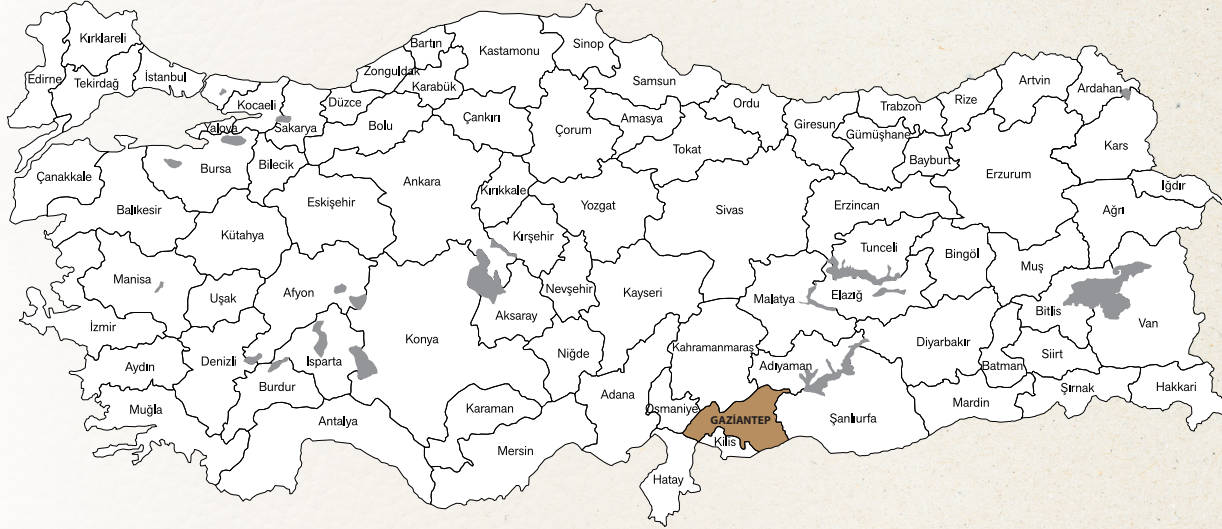 Kırklareli
Edirne
Tekirdağ
İstanbul
Kocaeli
Yalova
Sakarya
Düzce
Zonguldak
Bartın
Karabük
Kastamonu
Sinop
Samsun
Ordu
Giresun
Trabzon
Gümüşhane
Rize
Artvin
Ardahan
Kars
Iğdır
Ağrı
Erzurum
Bayburt
Erzincan
Tokat
Amasya
Çorum
Çankırı
Bolu
Bilecik
Bursa
Çanakkale
Balıkesir
Kütahya
Eskişehir
Ankara
Kırıkkale
Kırşehir
Yozgat
Sivas
Tunceli
Bingöl
Muş
Elazığ
Malatya
Kayseri
Nevşehir
Aksaray
Konya
Afyon
Uşak
Manisa
İzmir
Aydın
Denizli
Isparta
Burdur
Muğla
Antalya
Karaman
Mersin
Niğde
Adana
Kahramanmaraş
Osmaniye
Adıyaman
GAZİANTEP
Kilis
Hatay
Şanlıurfa
Diyarbakır
Batman
Mardin
Siirt
Şırnak
Bitlis
Van
Hakkari